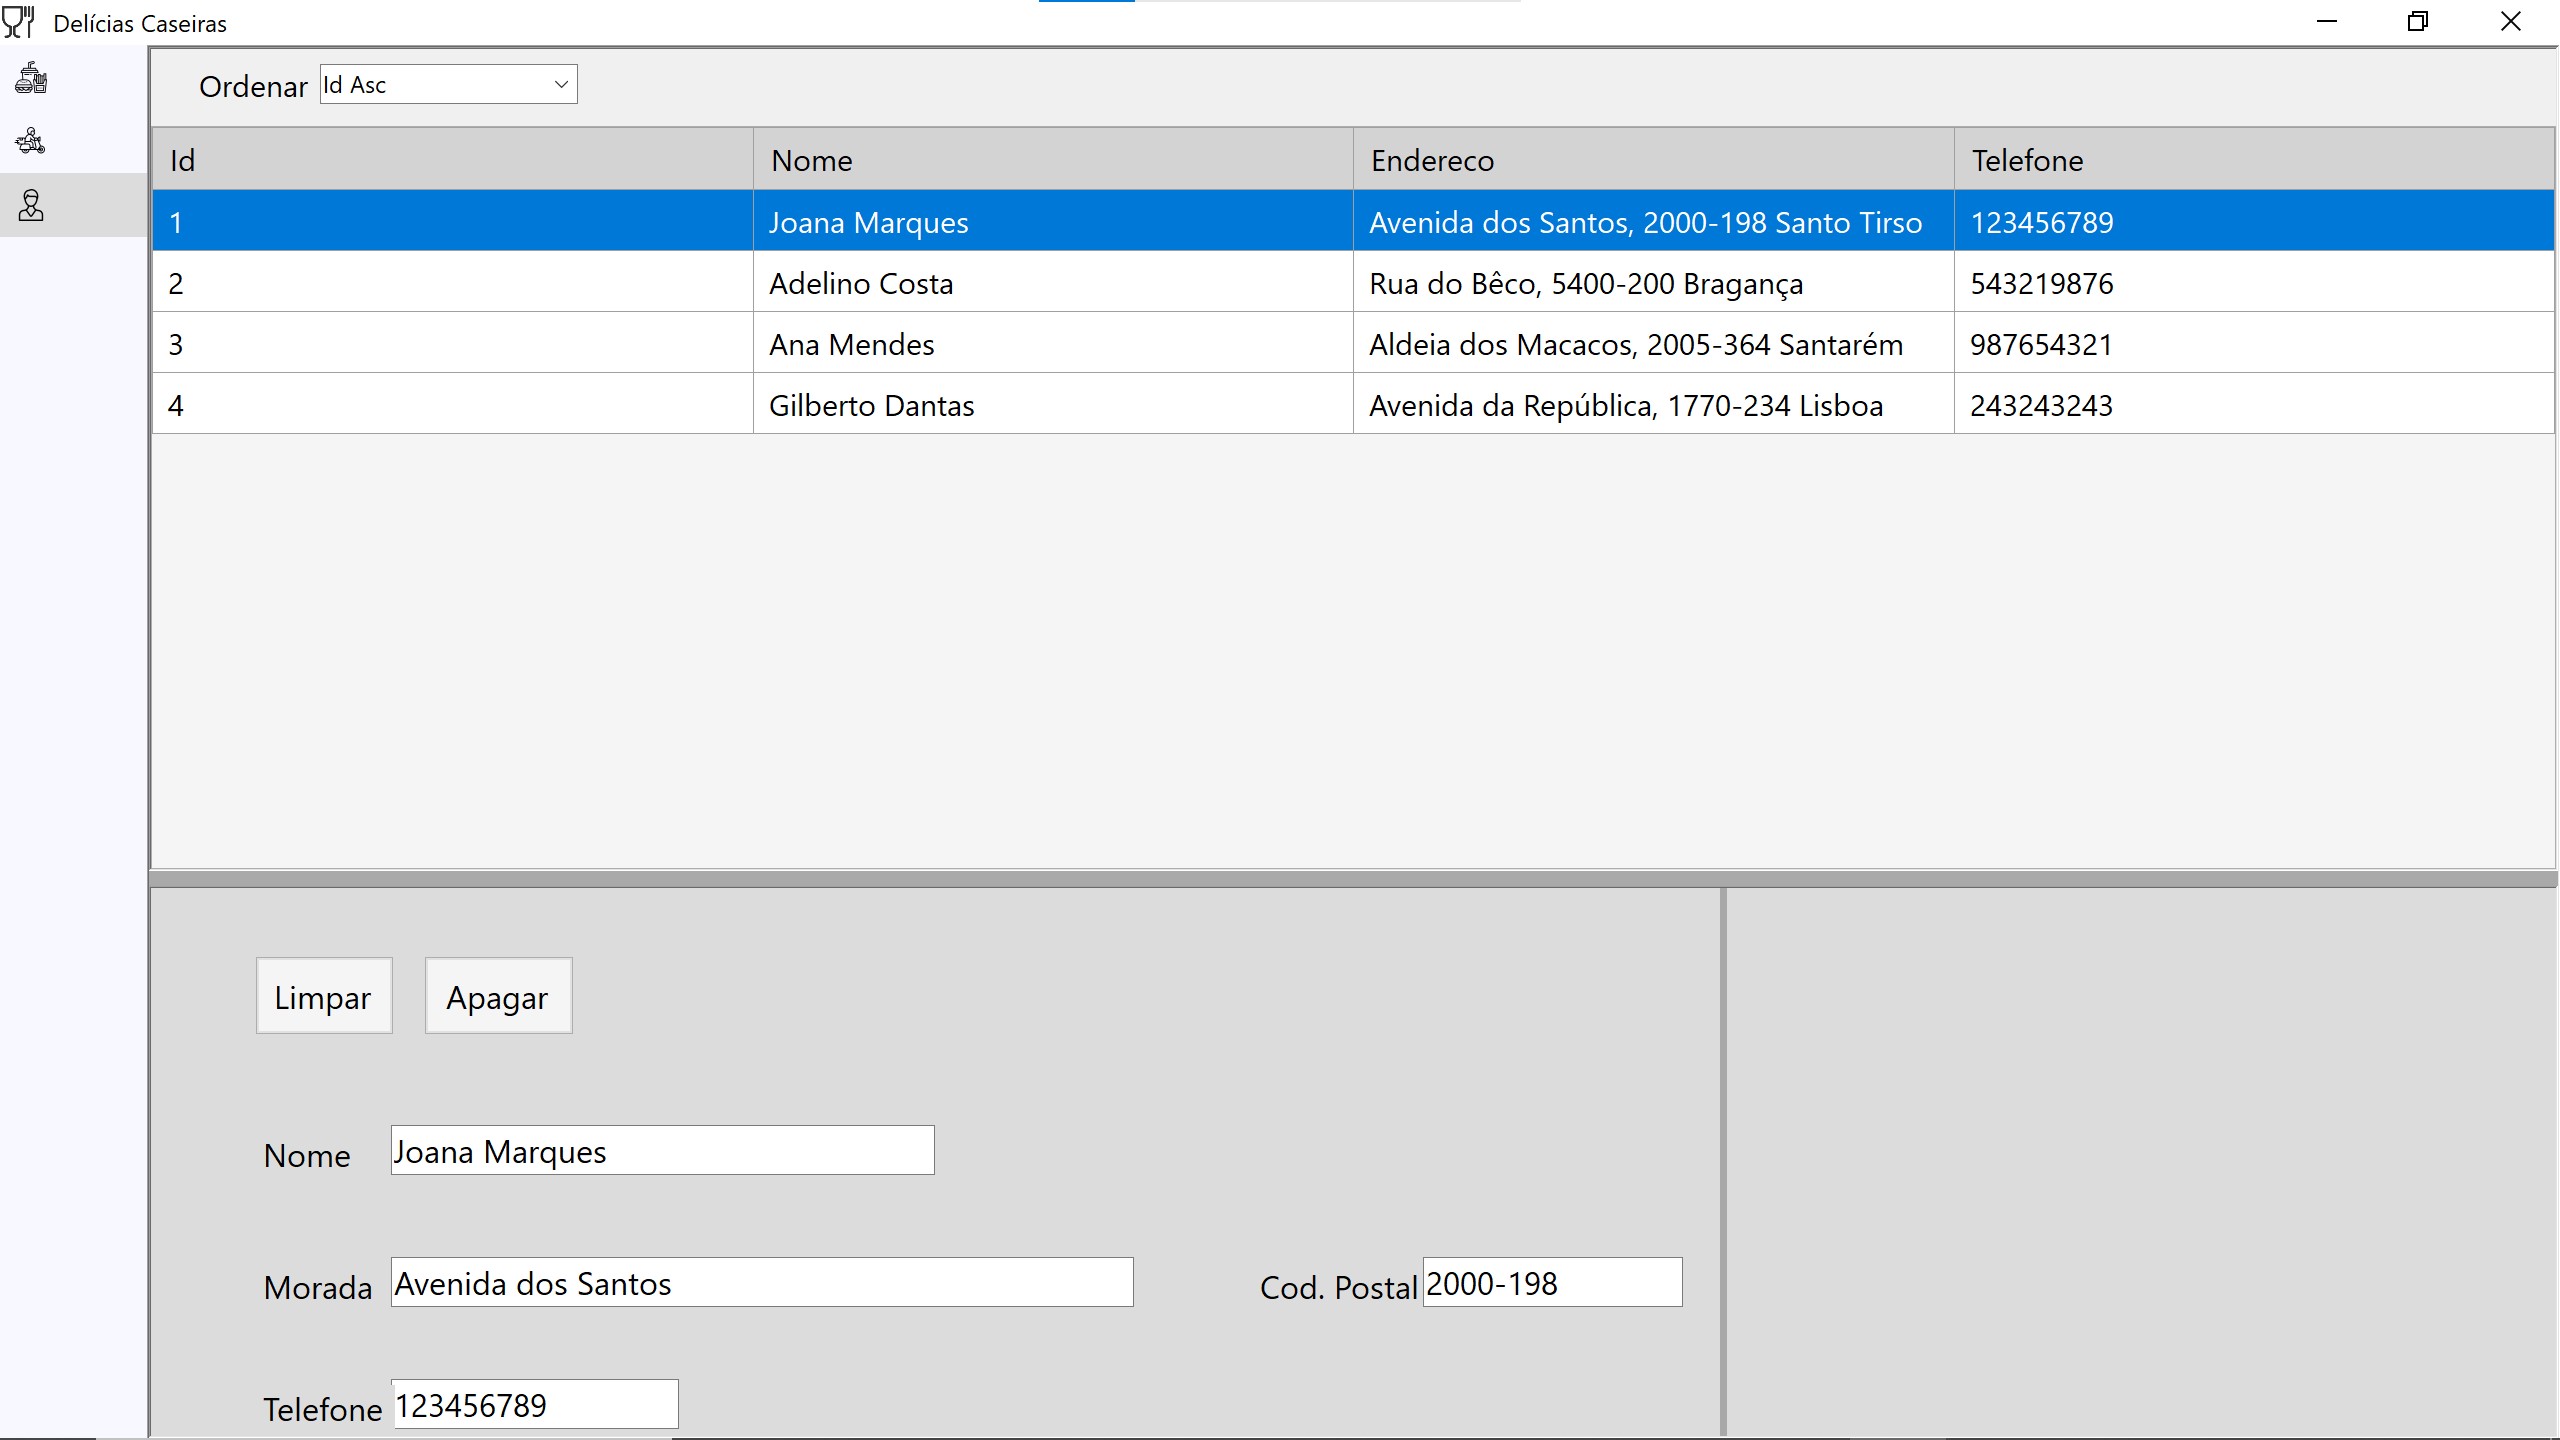 Delícias Caseiras
Ordenar Id Asc
Id Nome Endereco Telefone
1 Joana Marques Avenida dos Santos, 2000-198 Santo Tirso 123456789
2 Adelino Costa Rua do Bêco, 5400-200 Bragança 543219876
3 Ana Mendes Aldeia dos Macacos, 2005-364 Santarém 987654321
4 Gilberto Dantas Avenida da República, 1770-234 Lisboa 243243243
Limpar Apagar
Nome Joana Marques
Morada Avenida dos Santos Cod. Postal 2000-198
Telefone 123456789